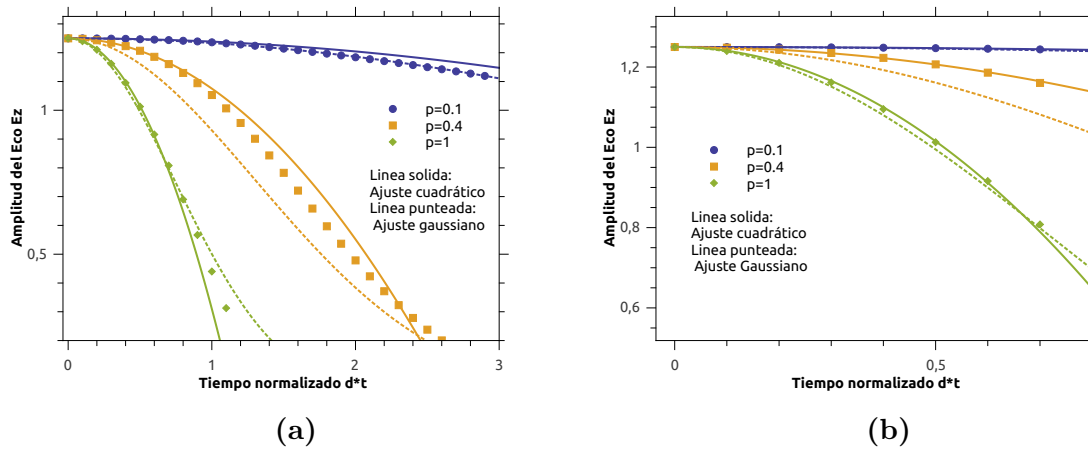 Amplitud del Eco Ez
1
0,5
0
1
2
3
p=0.1
p=0.4
p=1
Linea solida:
Ajuste cuadrático
Linea punteada:
Ajuste gaussiano
Tiempo normalizado d*t
(a)
Amplitud del Eco Ez
1,2
1
0,8
0,6
0
0,5
p=0.1
p=0.4
p=1
Linea solida:
Ajuste cuadrático
Linea punteada:
Ajuste Gaussiano
Tiempo normalizado d*t
(b)